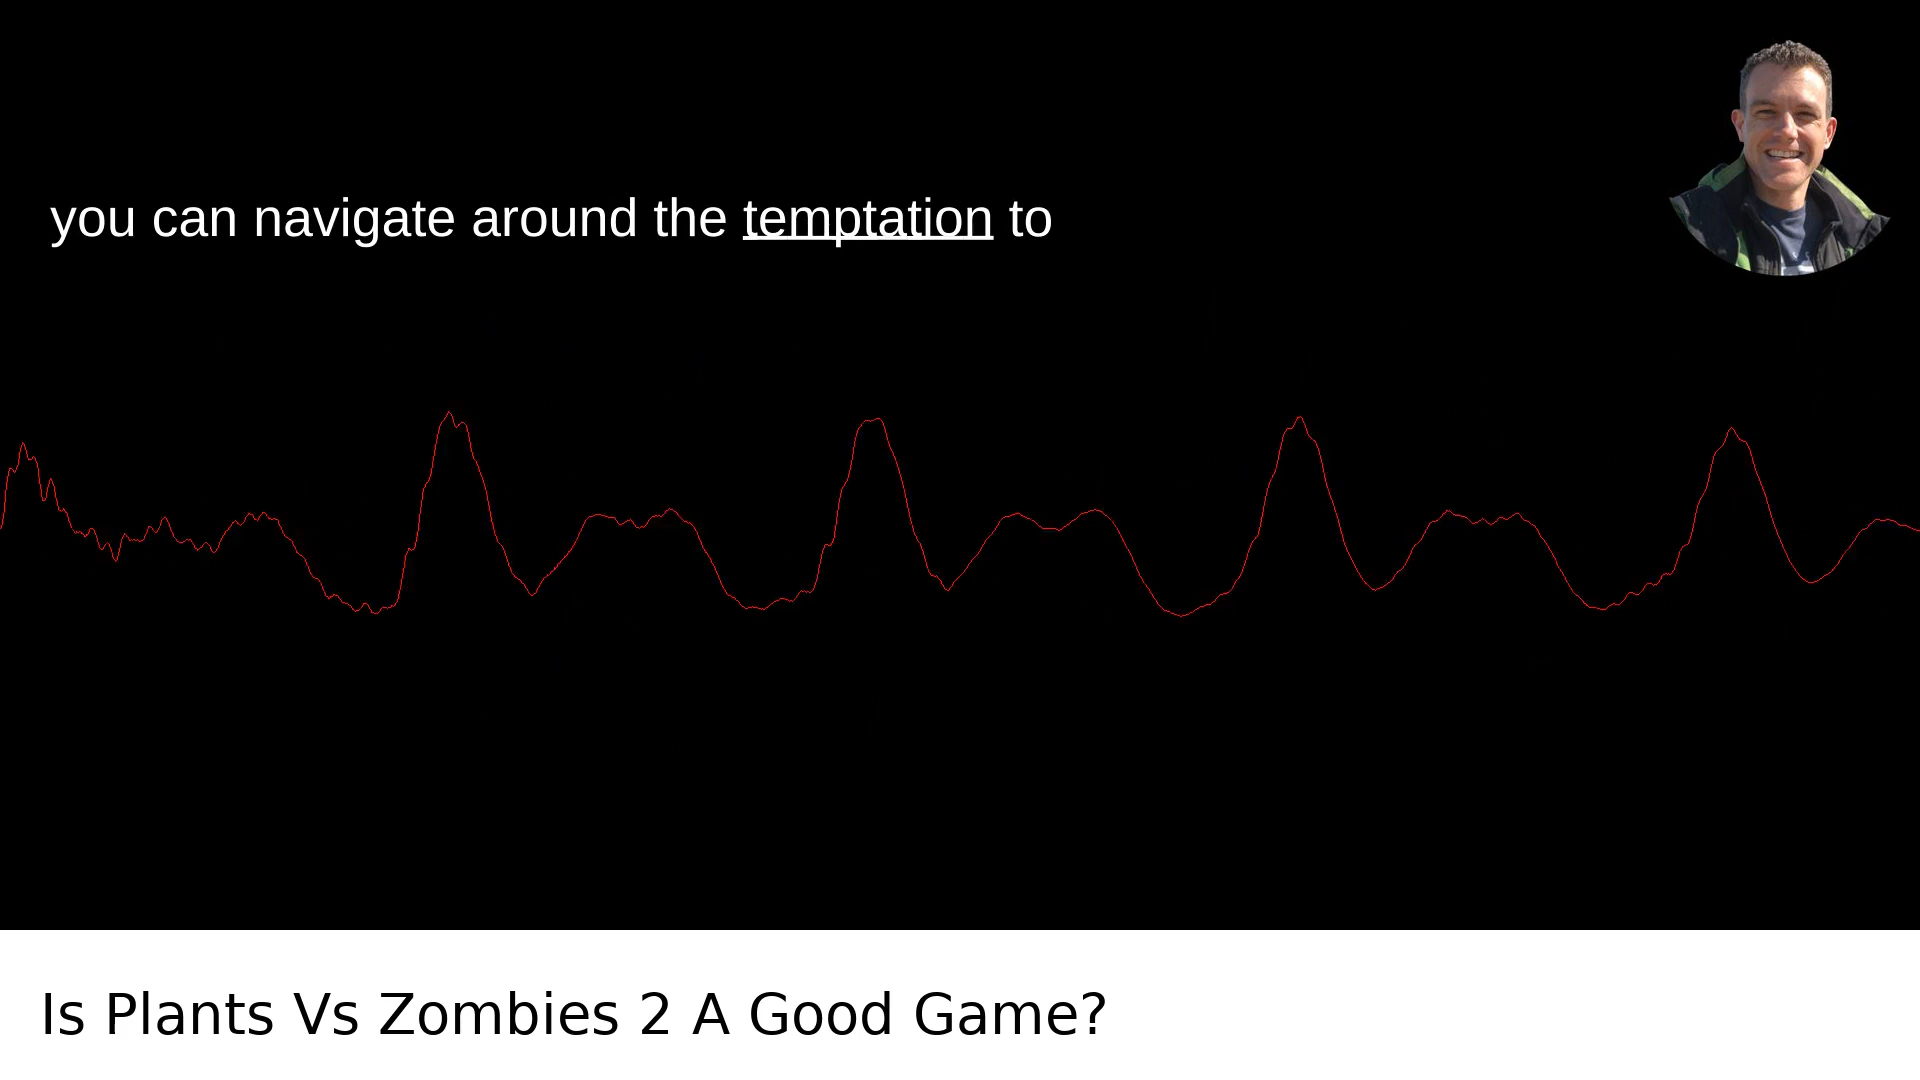 you can navigate around the temptation to
Is Plants Vs Zombies 2 A Good Game?